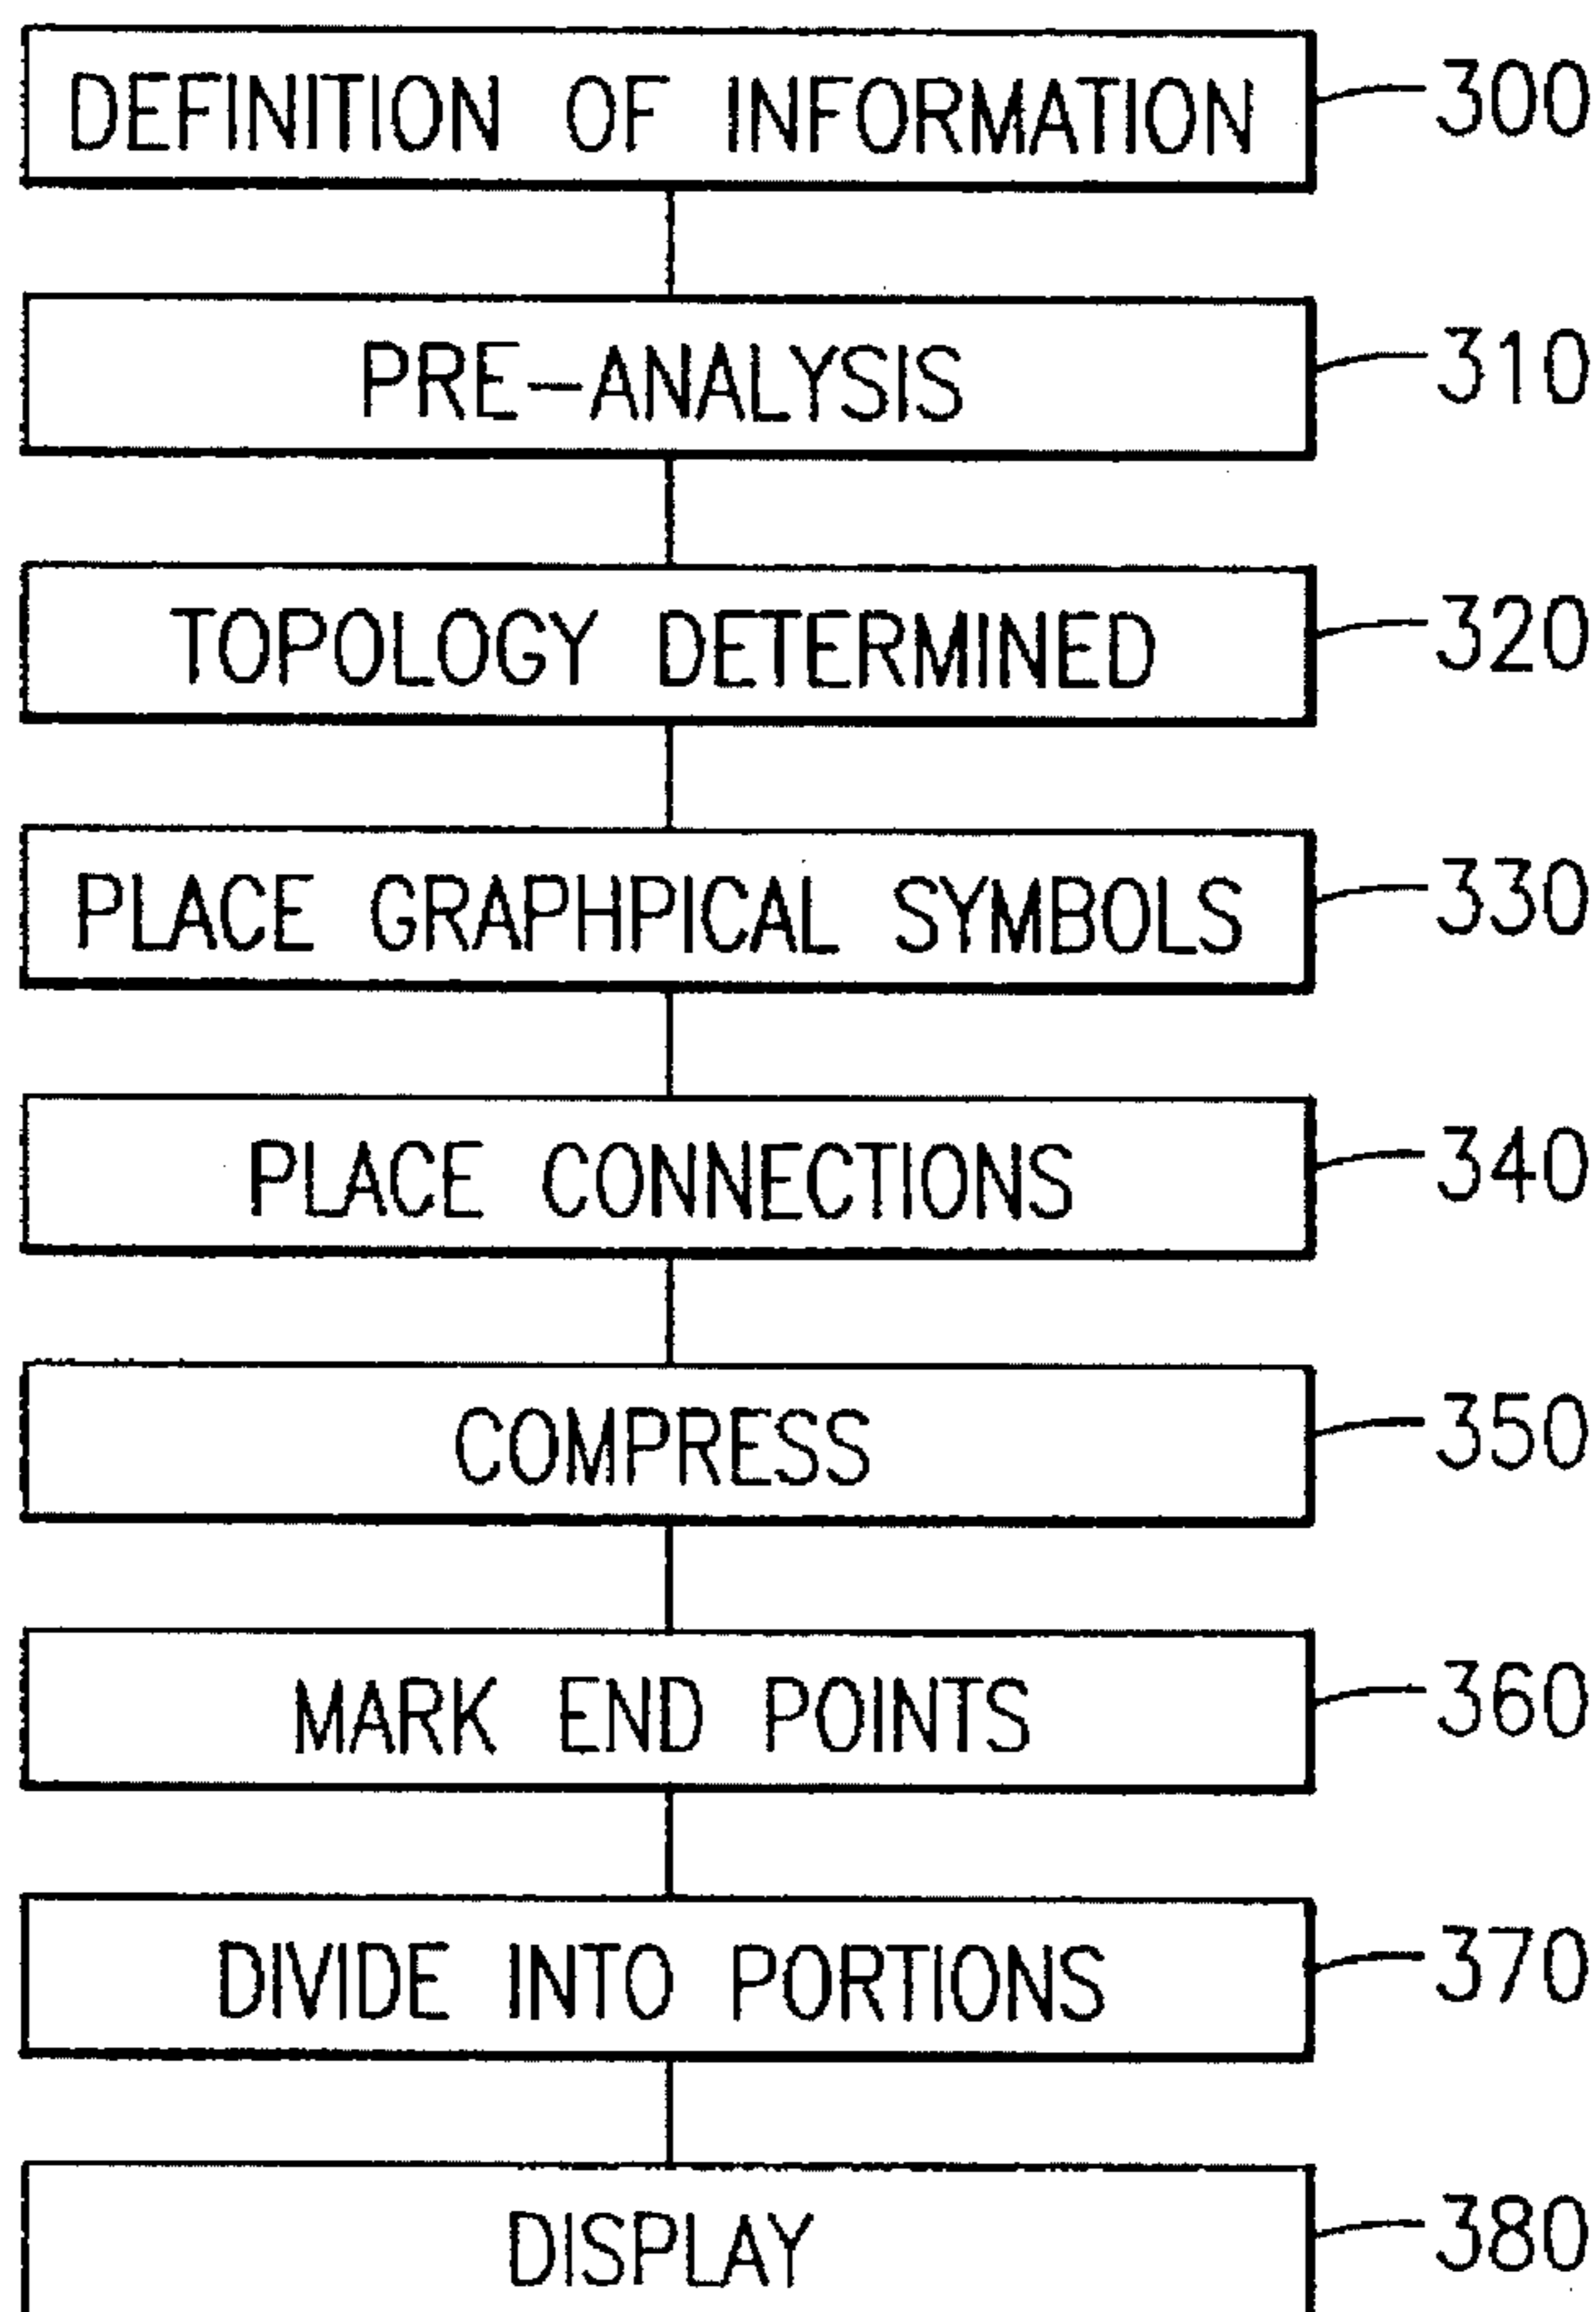 DEFINITION OF INFORMATION 300
PRE-ANALYSIS 310
TOPOLOGY DETERMINED 320
PLACE GRAPHPICAL SYMBOLS 330
PLACE CONNECTIONS 340
COMPRESS 350
MARK END POINTS 360
DIVIDE INTO PORTIONS 370
DISPLAY 380